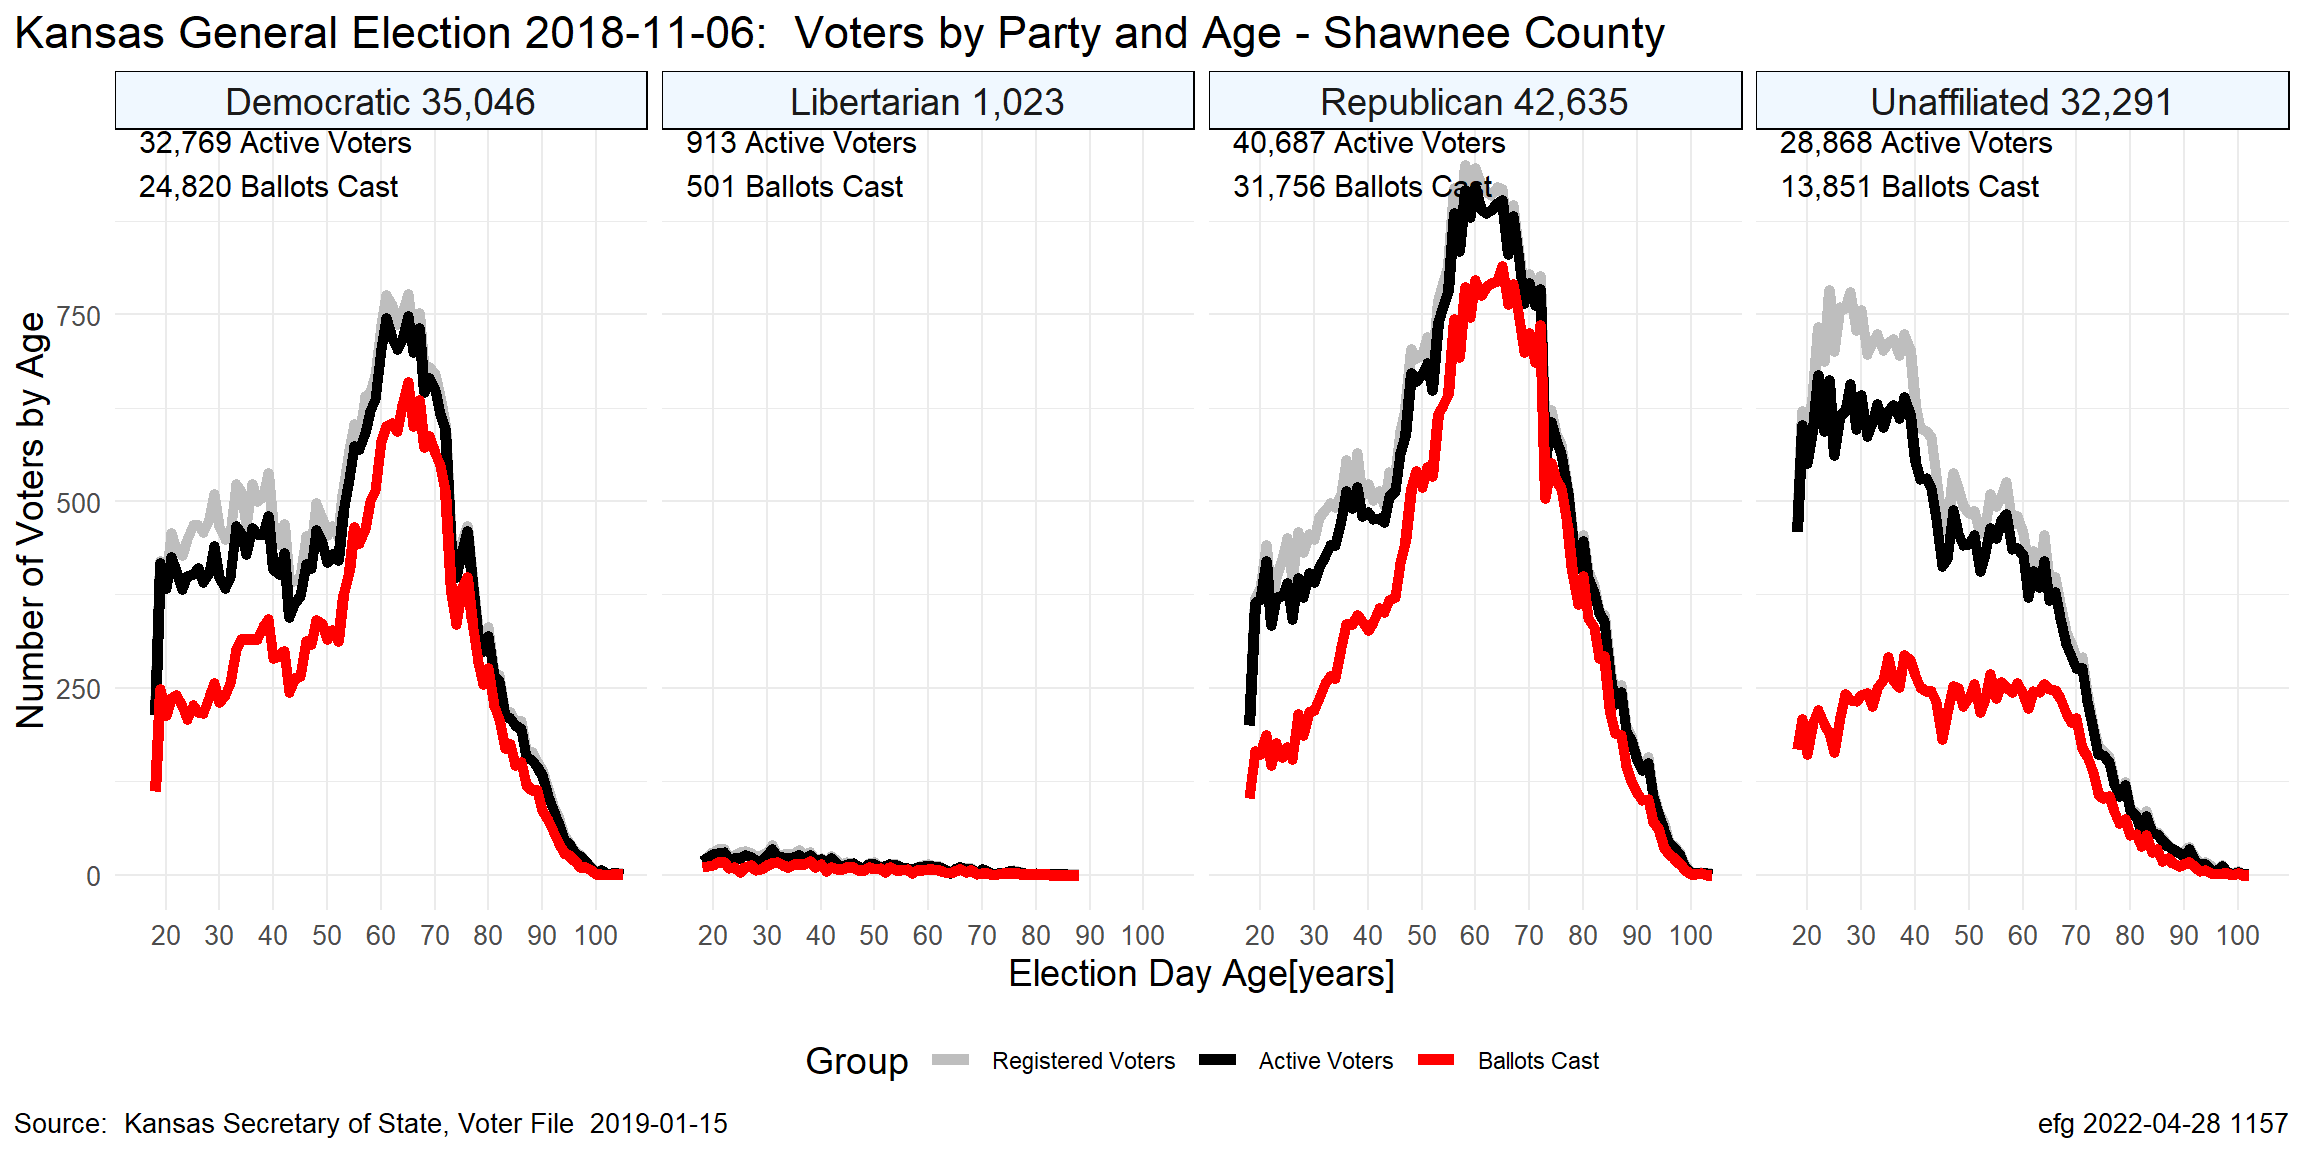 Kansas General Election 2018-11-06:  Voters by Party and Age - Shawnee County
Democratic 35,046
Libertarian 1,023
Republican 42,635
Unaffiliated 32,291
32,769 Active Voters
24,820 Ballots Cast
913 Active Voters
501 Ballots Cast
40,687 Active Voters
31,756 Ballots Cast
28,868 Active Voters
13,851 Ballots Cast
Number of Voters by Age
750
500
250
0
20 30 40 50 60 70 80 90 100
20 30 40 50 60 70 80 90 100
20 30 40 50 60 70 80 90 100
20 30 40 50 60 70 80 90 100
Election Day Age[years]
Group Registered Voters Active Voters Ballots Cast
Source:  Kansas Secretary of State, Voter File  2019-01-15
efg 2022-04-28 1157